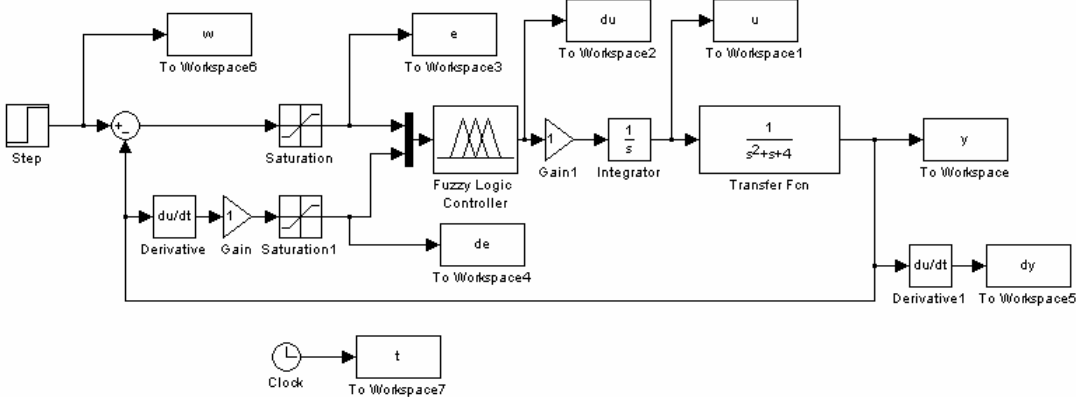 w
To Workspace6
e
To Workspace3
du
To Workspace2
u
To Workspace1
Step
+
-
Saturation
Fuzzy Logic
Controller
1
Gain1
1
s
Integrator
1
s²+s+4
Transfer Fcn
y
To Workspace
du/dt
Derivative
1
Gain
Saturation1
de
To Workspace4
du/dt
Derivative1
dy
To Workspace5
Clock
t
To Workspace7